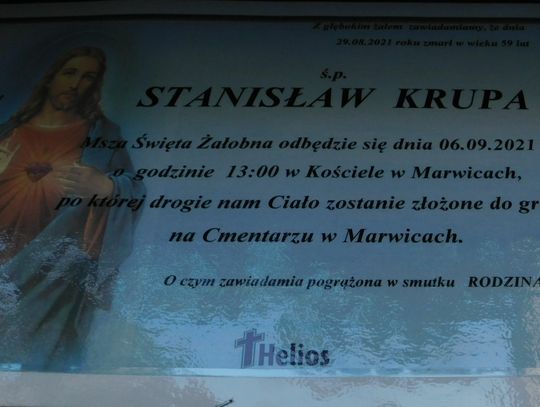 Z głębokim żalem zawiadamiamy, że dnia
29.08.2021 roku zmarł w wieku 59 lat
ś.p.
STANISŁAW KRUPA
Msza Święta Żałobna odbędzie się dnia 06.09.2021
o godzinie 13:00 w Kościele w Marwicach,
po której drogie nam Ciało zostanie złożone do gr
na Cmentarzu w Marwicach.
O czym zawiadamia pogrążona w smutku RODZINA
Helios